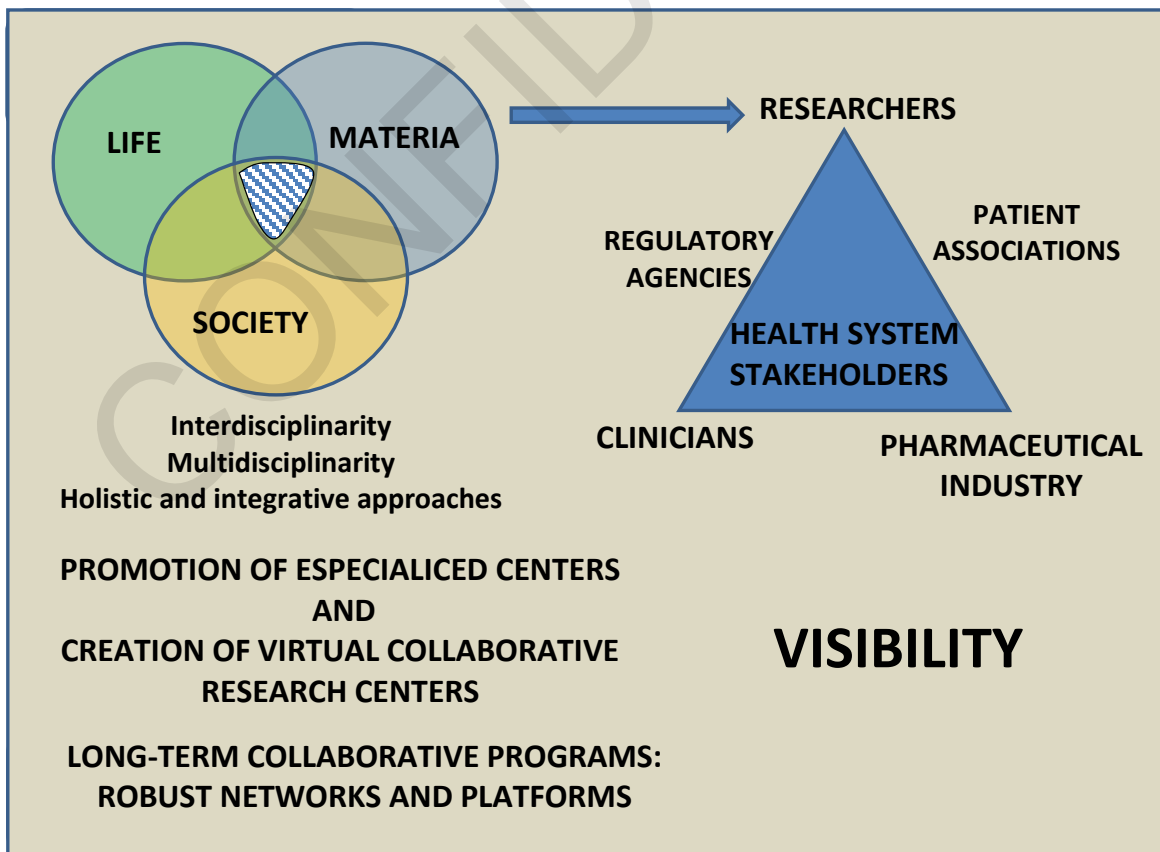 LIFE
MATERIA
SOCIETY
Interdisciplinarity
Multidisciplinarity
Holistic and integrative approaches
RESEARCHERS
REGULATORY
AGENCIES
PATIENT
ASSOCIATIONS
HEALTH SYSTEM
STAKEHOLDERS
CLINICIANS
PHARMACEUTICAL
INDUSTRY
PROMOTION OF ESPECIALICED CENTERS
AND
CREATION OF VIRTUAL COLLABORATIVE
RESEARCH CENTERS
VISIBILITY
LONG-TERM COLLABORATIVE PROGRAMS:
ROBUST NETWORKS AND PLATFORMS
CONFID